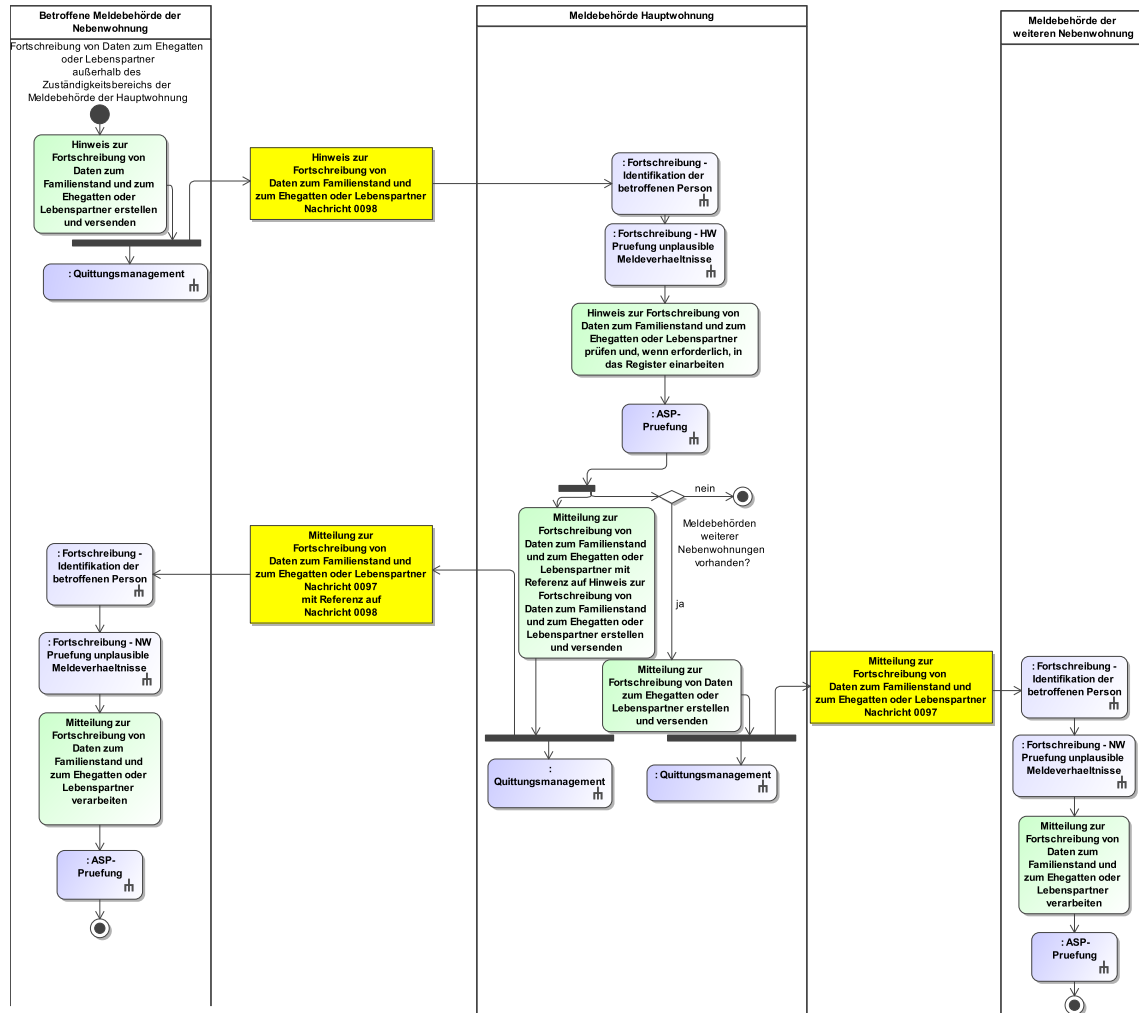 Betroffene Meldebehörde der
Nebenwohnung
Fortschreibung von Daten zum Ehegatten
oder Lebenspartner
außerhalb des
Zuständigkeitsbereichs der
Meldebehörde der Hauptwohnung
Hinweis zur
Fortschreibung von
Daten zum
Familienstand und zum
Ehegatten oder
Lebenspartner erstellen
und versenden
: Quittungsmanagement
Hinweis zur
Fortschreibung von
Daten zum Familienstand und
zum Ehegatten oder Lebenspartner
Nachricht 0098
Meldebehörde Hauptwohnung
: Fortschreibung -
Identifikation der
betroffenen Person
: Fortschreibung - HW
Pruefung unplausible
Meldeverhaeltnisse
Hinweis zur Fortschreibung von
Daten zum Familienstand und zum
Ehegatten oder Lebenspartner
prüfen und, wenn erforderlich, in
das Register einarbeiten
: ASP-
Pruefung
nein
Meldebehörden
weiterer
Nebenwohnungen
vorhanden?
ja
Mitteilung zur
Fortschreibung von
Daten zum Familienstand
und zum Ehegatten oder
Lebenspartner mit
Referenz auf Hinweis zur
Fortschreibung von
Daten zum Familienstand
und zum Ehegatten oder
Lebenspartner erstellen
und versenden
Mitteilung zur
Fortschreibung von Daten
zum Ehegatten oder
Lebenspartner erstellen
und versenden
:
Quittungsmanagement
: Quittungsmanagement
Mitteilung zur
Fortschreibung von
Daten zum Familienstand und
zum Ehegatten oder Lebenspartner
Nachricht 0097
mit Referenz auf
Nachricht 0098
: Fortschreibung -
Identifikation der
betroffenen Person
: Fortschreibung - NW
Pruefung unplausible
Meldeverhaeltnisse
Mitteilung zur
Fortschreibung von
Daten zum
Familienstand und
zum Ehegatten oder
Lebenspartner
verarbeiten
: ASP-
Pruefung
Mitteilung zur
Fortschreibung von
Daten zum Familienstand und
zum Ehegatten oder Lebenspartner
Nachricht 0097
Meldebehörde der
weiteren Nebenwohnung
: Fortschreibung -
Identifikation der
betroffenen Person
: Fortschreibung - NW
Pruefung unplausible
Meldeverhaeltnisse
Mitteilung zur
Fortschreibung von
Daten zum
Familienstand und
zum Ehegatten oder
Lebenspartner
verarbeiten
: ASP-
Pruefung